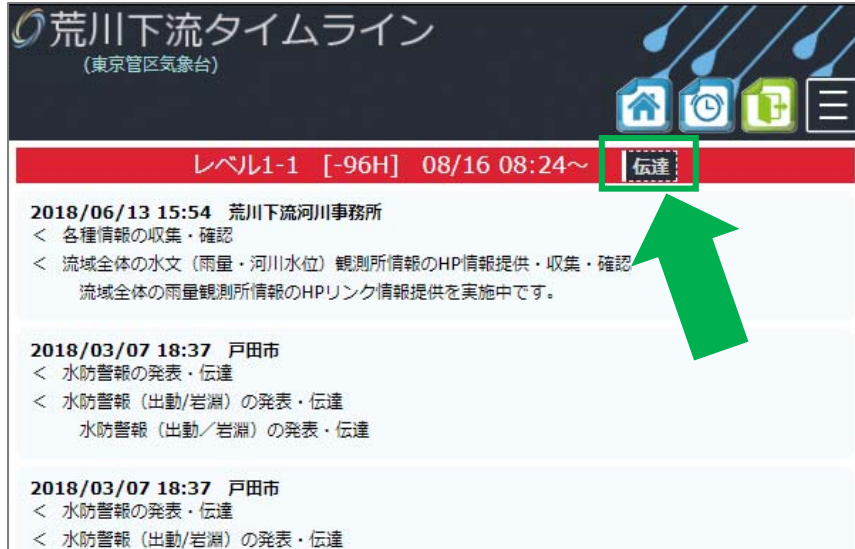 荒川下流タイムライン
(東京管区気象台)
レベル1-1 [-96H] 08/16 08:24～ 伝達
2018/06/13 15:54 荒川下流河川事務所
< 各種情報の収集・確認
< 流域全体の水文（雨量・河川水位）観測所情報のHP情報提供・収集・確認
流域全体の雨量観測所情報のHPリンク情報提供を実施中です。
2018/03/07 18:37 戸田市
< 水防警報の発表・伝達
< 水防警報（出動/岩淵）の発表・伝達
水防警報（出動／岩淵）の発表・伝達
2018/03/07 18:37 戸田市
< 水防警報の発表・伝達
< 水防警報（出動/岩淵）の発表・伝達